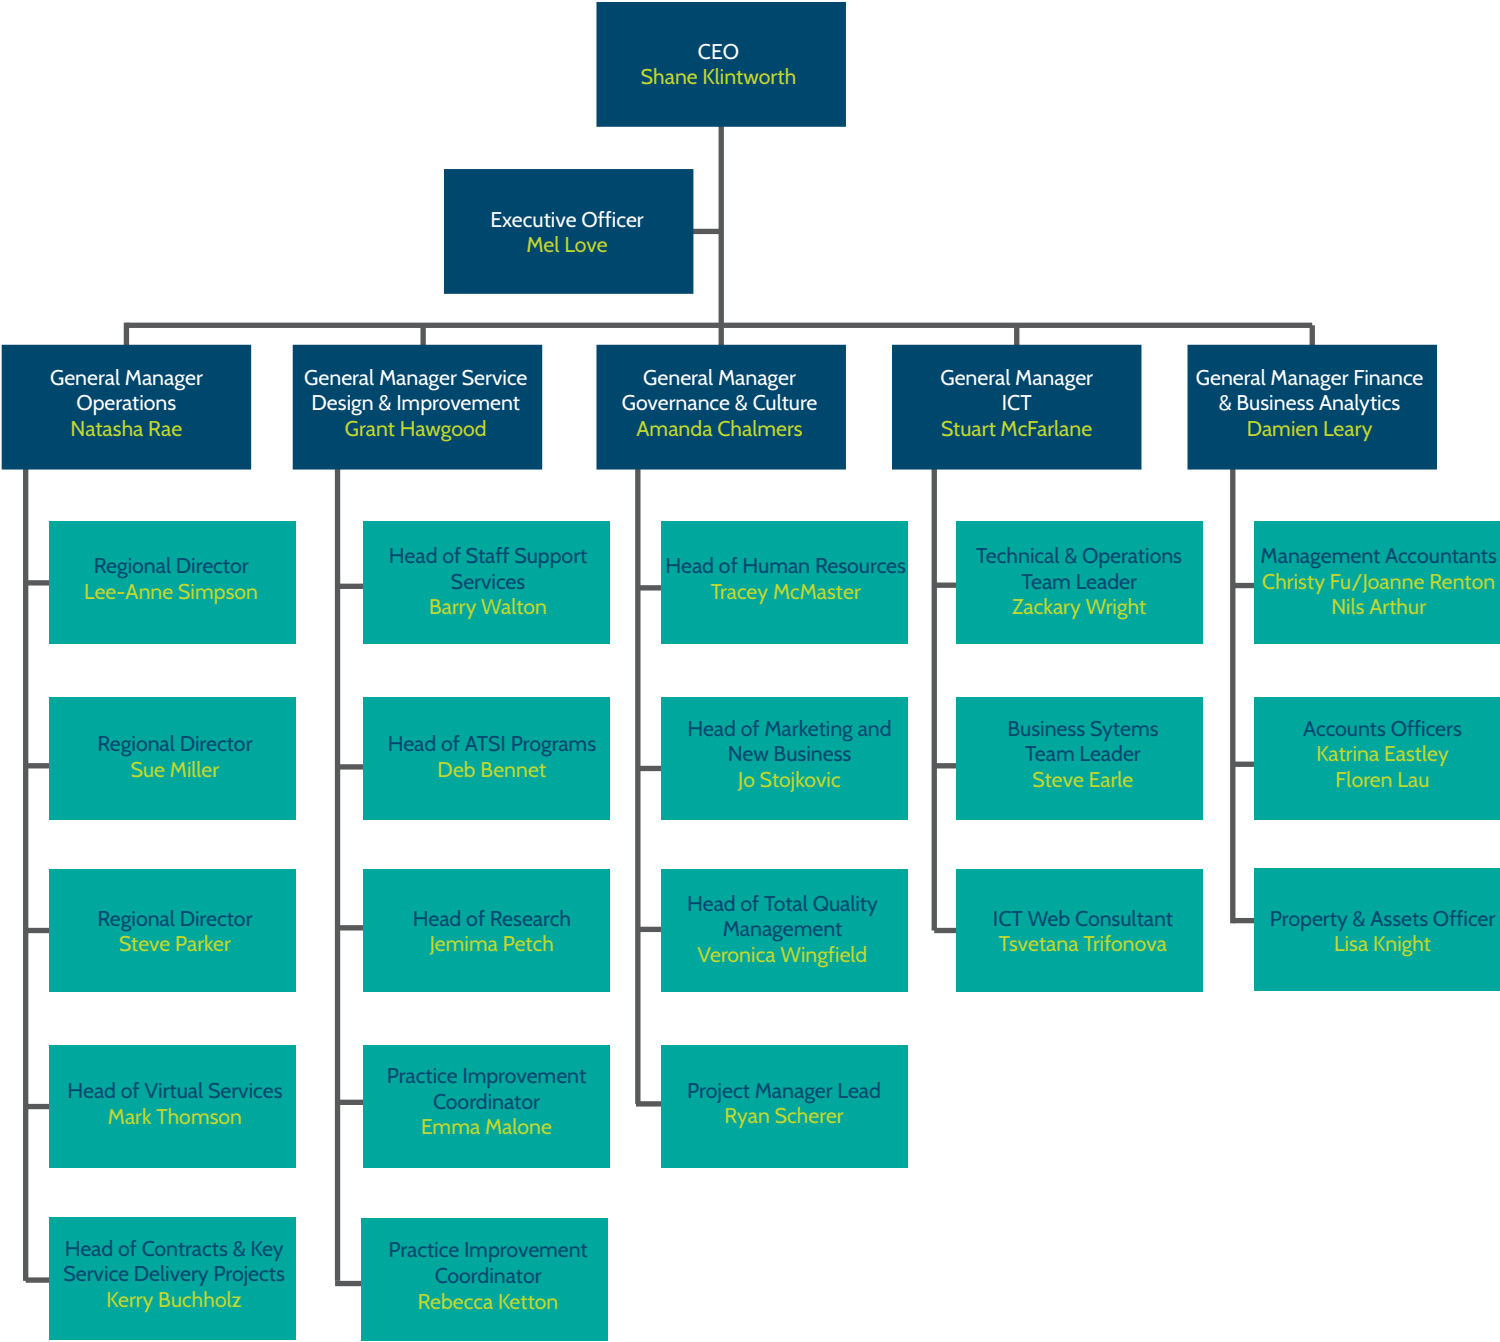 CEO
Shane Klintworth
Executive Officer
Mel Love
General Manager
Operations
Natasha Rae
General Manager Service
Design & Improvement
Grant Hawgood
General Manager
Governance & Culture
Amanda Chalmers
General Manager
ICT
Stuart McFarlane
General Manager Finance
& Business Analytics
Damien Leary
Regional Director
Lee-Anne Simpson
Head of Staff Support
Services
Barry Walton
Head of Human Resources
Tracey McMaster
Technical & Operations
Team Leader
Zackary Wright
Management Accountants
Christy Fu/Joanne Renton
Nils Arthur
Regional Director
Sue Miller
Head of ATSI Programs
Deb Bennet
Head of Marketing and
New Business
Jo Stojkovic
Business Sytems
Team Leader
Steve Earle
Accounts Officers
Katrina Eastley
Floren Lau
Regional Director
Steve Parker
Head of Research
Jemima Petch
Head of Total Quality
Management
Veronica Wingfield
ICT Web Consultant
Tsvetana Trifonova
Property & Assets Officer
Lisa Knight
Head of Virtual Services
Mark Thomson
Practice Improvement
Coordinator
Emma Malone
Project Manager Lead
Ryan Scherer
Head of Contracts & Key
Service Delivery Projects
Kerry Buchholz
Practice Improvement
Coordinator
Rebecca Ketton